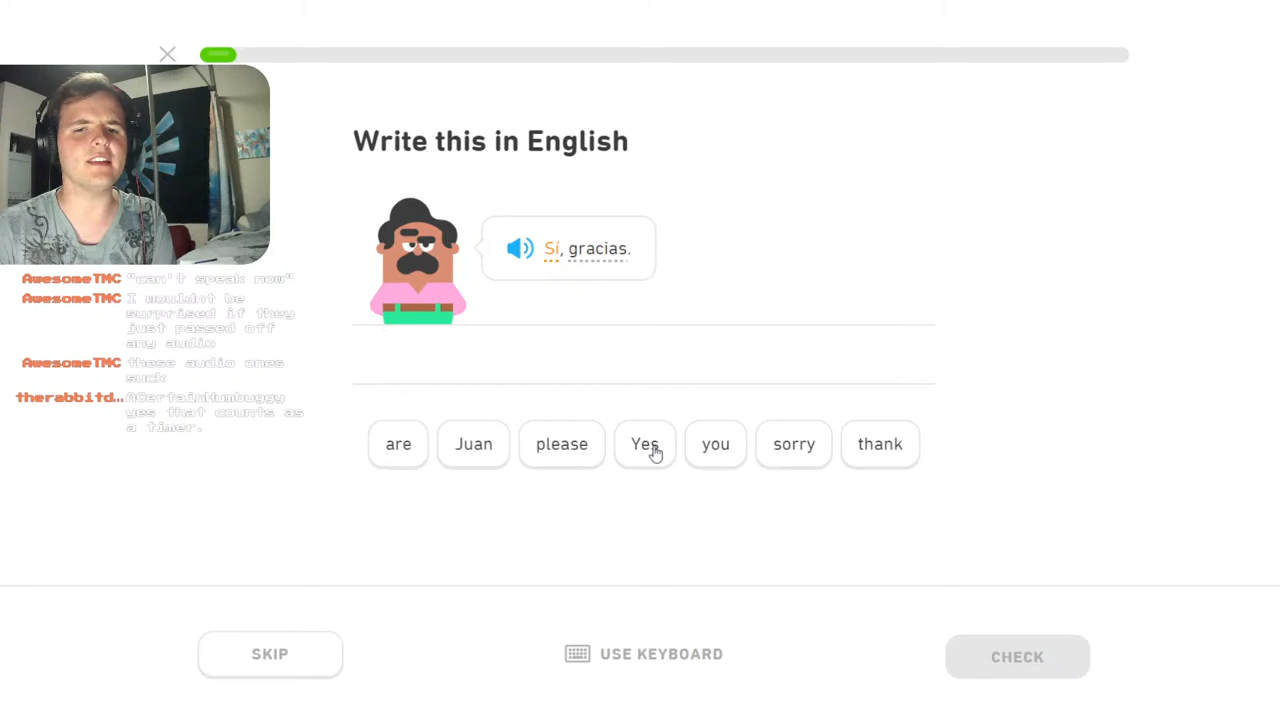 Write this in English
Sí, gracias.
AwesomeTMC "can't speak now"
AwesomeTMC I wouldnt be
surprised if they
just passed off
any audio
AwesomeTMC these audio ones
suck
therabbitd… ACertainHumbuggy
yes that counts as
a timer.
are Juan please Yes you sorry thank
SKIP USE KEYBOARD CHECK